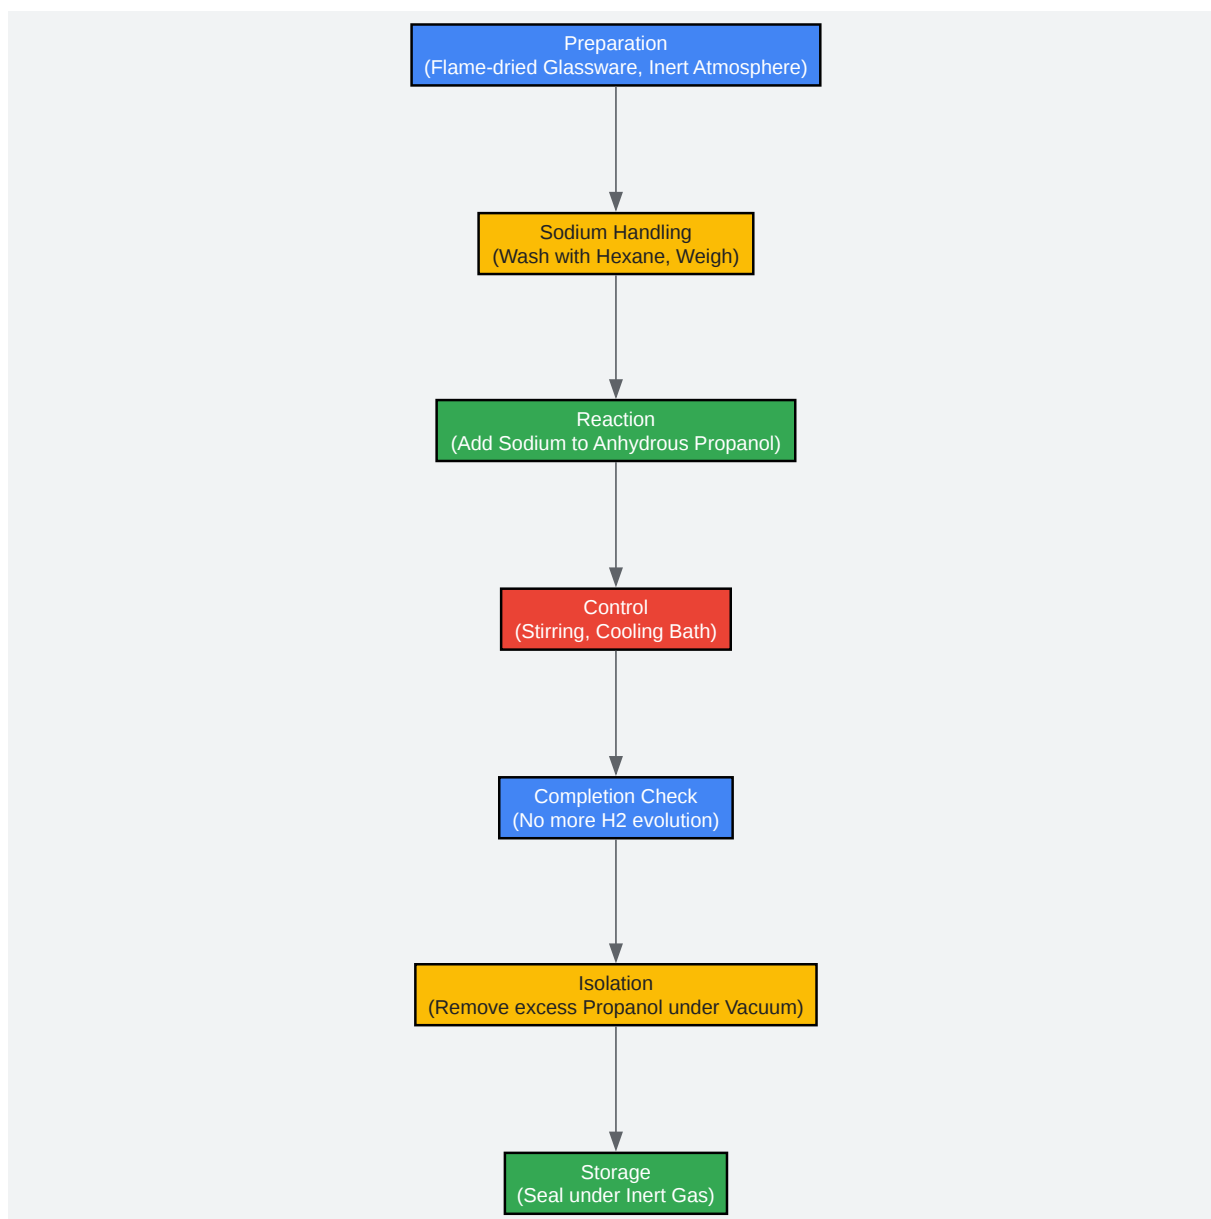 Preparation
(Flame-dried Glassware, Inert Atmosphere)
Sodium Handling
(Wash with Hexane, Weigh)
Reaction
(Add Sodium to Anhydrous Propanol)
Control
(Stirring, Cooling Bath)
Completion Check
(No more H2 evolution)
Isolation
(Remove excess Propanol under Vacuum)
Storage
(Seal under Inert Gas)